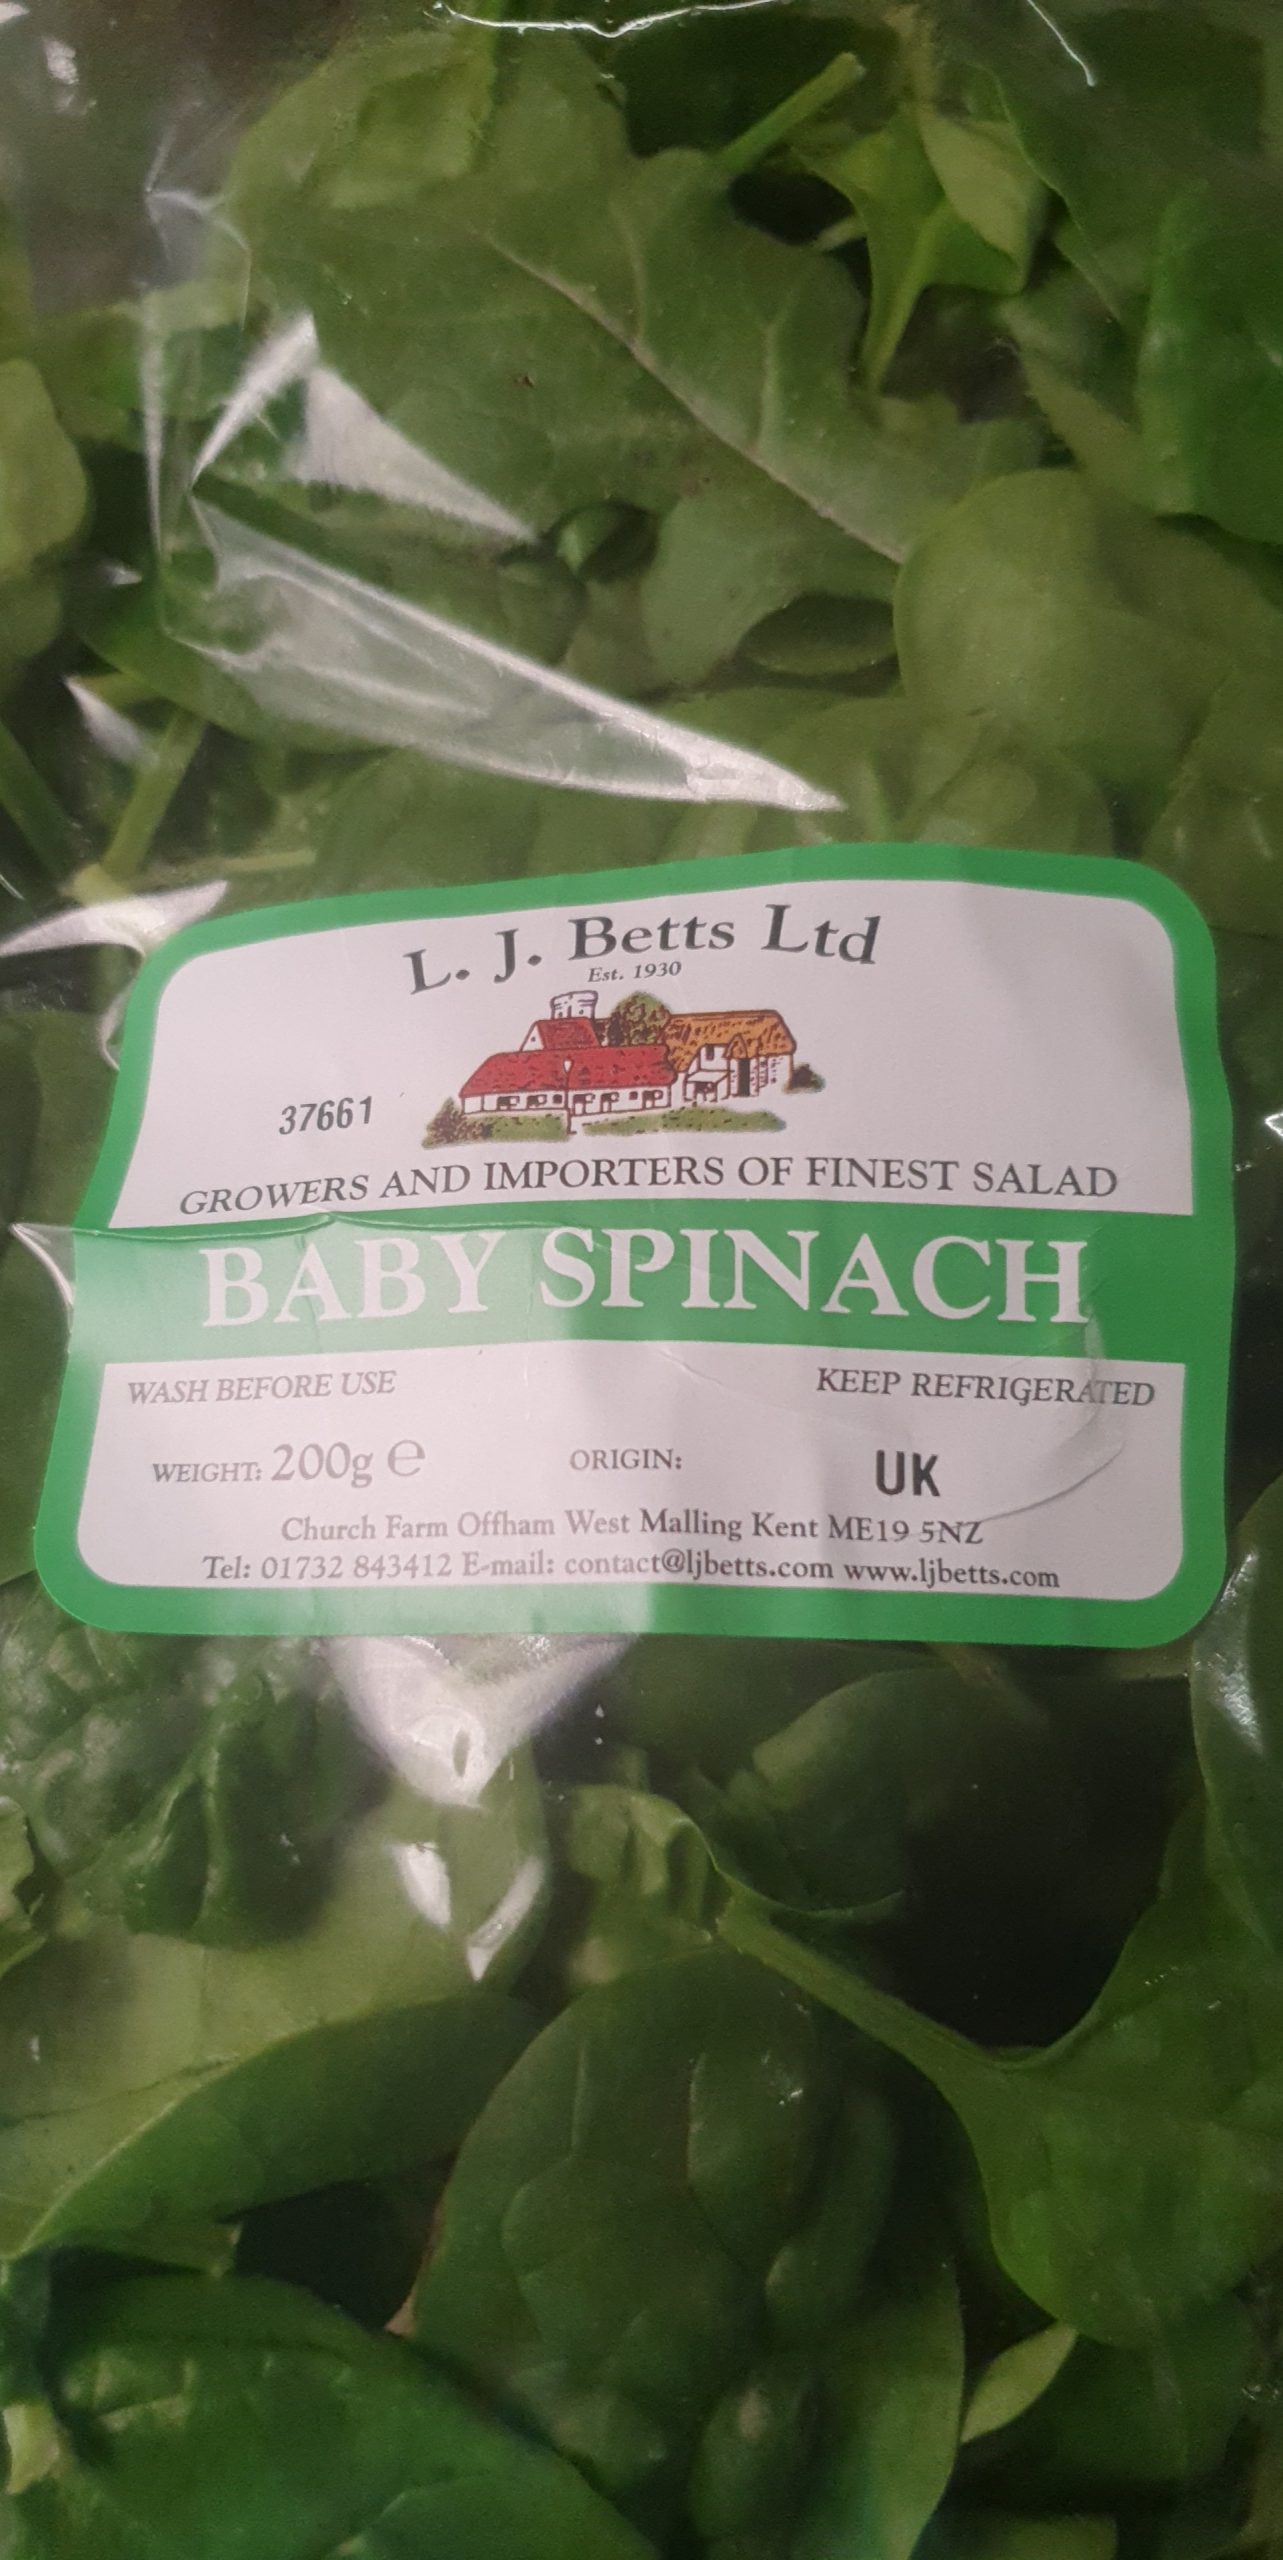 L. J. Betts Ltd
Est. 1930
37661
GROWERS AND IMPORTERS OF FINEST SALAD
BABY SPINACH
WASH BEFORE USE KEEP REFRIGERATED
WEIGHT: 200g ℮ ORIGIN: UK
Church Farm Offham West Malling Kent ME19 5NZ
Tel: 01732 843412 E-mail: contact@ljbetts.com www.ljbetts.com